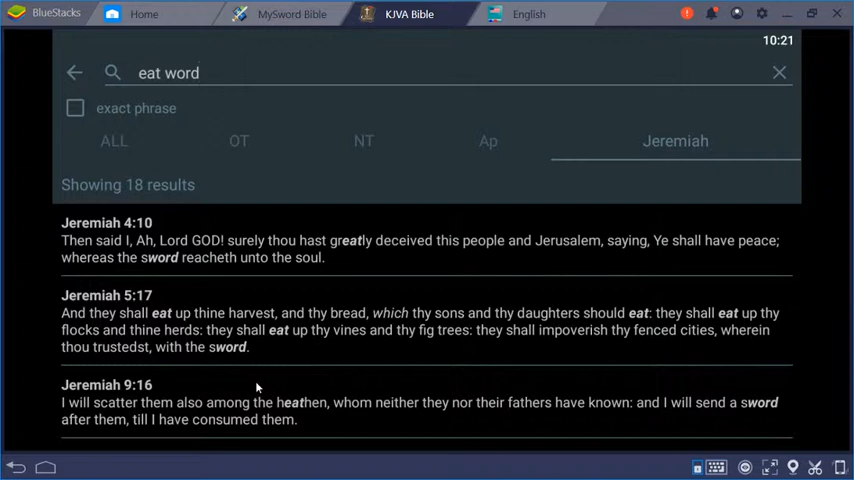 BlueStacks Home MySword Bible KJVA Bible English
10:21
eat word
exact phrase
ALL OT NT Ap Jeremiah
Showing 18 results
Jeremiah 4:10
Then said I, Ah, Lord GOD! surely thou hast greatly deceived this people and Jerusalem, saying, Ye shall have peace;
whereas the sword reacheth unto the soul.
Jeremiah 5:17
And they shall eat up thine harvest, and thy bread, which thy sons and thy daughters should eat: they shall eat up thy
flocks and thine herds: they shall eat up thy vines and thy fig trees: they shall impoverish thy fenced cities, wherein
thou trustedst, with the sword.
Jeremiah 9:16
I will scatter them also among the heathen, whom neither they nor their fathers have known: and I will send a sword
after them, till I have consumed them.